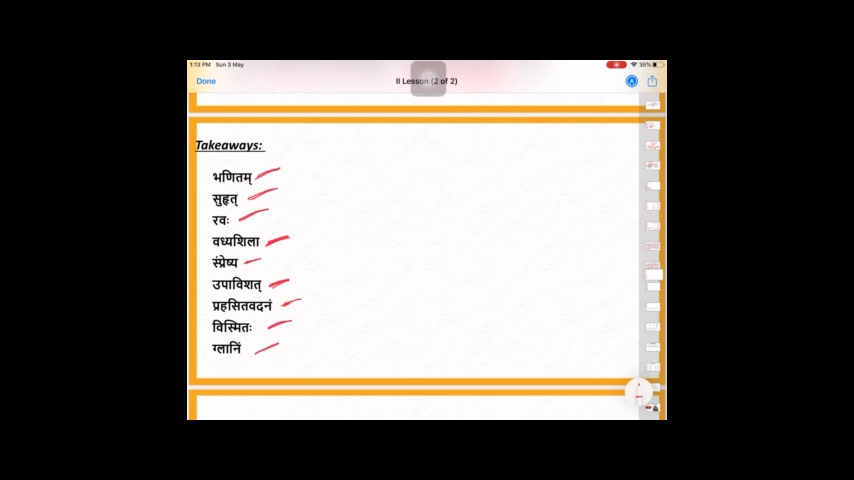 1:13 PM Sun 3 May
35%
Done
II Lesson (2 of 2)
Takeaways:
भणितम्
सुहृत्
रवः
वध्यशिला
संप्रेष्य
उपाविशत्
प्रहसितवदनं
विस्मितः
ग्लानिं